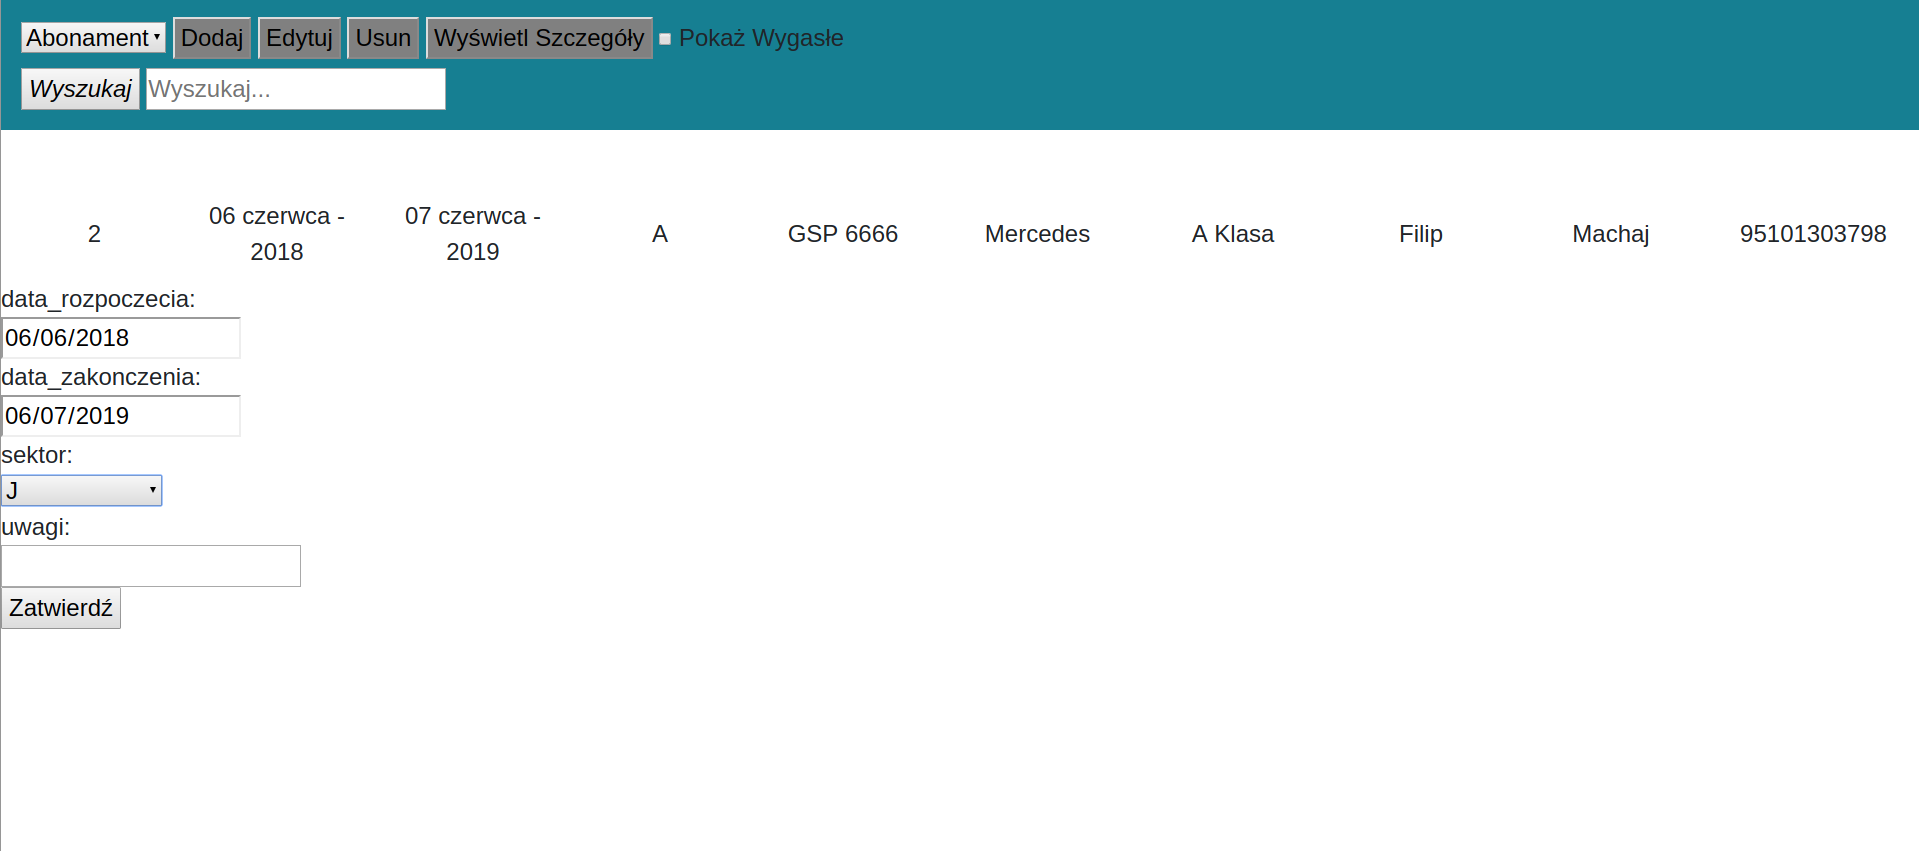 Abonament Dodaj Edytuj Usun Wyświetl Szczegóły Pokaż Wygasłe
Wyszukaj Wyszukaj...
2 06 czerwca - 2018 07 czerwca - 2019 A GSP 6666 Mercedes A Klasa Filip Machaj 95101303798
data_rozpoczecia:
06/06/2018
data_zakonczenia:
06/07/2019
sektor:
J
uwagi:
Zatwierdź